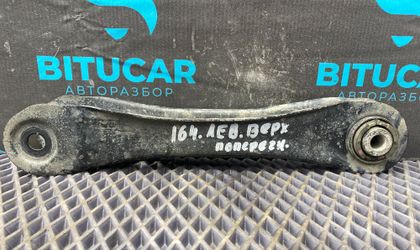 BITUCAR
АВТОРАЗБОР
BITUCAR
АВТОРАЗБОР
164. ЛЕВ. ВЕРХ
поперечн.